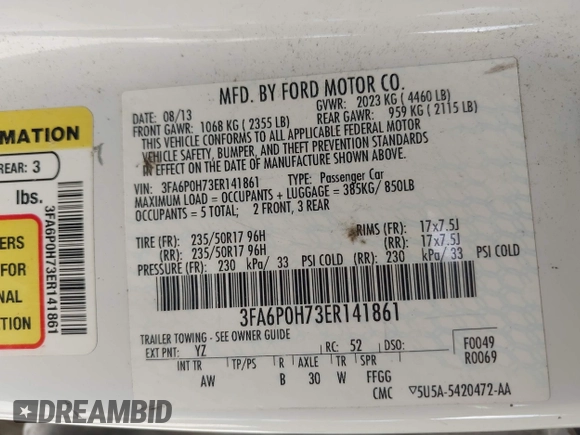 MFD. BY FORD MOTOR CO.
DATE: 08/13 GVWR: 2023 KG ( 4460 LB)
FRONT GAWR: 1068 KG ( 2355 LB) REAR GAWR: 959 KG ( 2115 LB)
THIS VEHICLE CONFORMS TO ALL APPLICABLE FEDERAL MOTOR
VEHICLE SAFETY, BUMPER, AND THEFT PREVENTION STANDARDS
IN EFFECT ON THE DATE OF MANUFACTURE SHOWN ABOVE.
VIN: 3FA6P0H73ER141861 TYPE: Passenger Car
MAXIMUM LOAD = OCCUPANTS + LUGGAGE = 385KG/ 850LB
OCCUPANTS = 5 TOTAL; 2 FRONT, 3 REAR
TIRE (FR): 235/50R17 96H RIMS (FR): 17x7.5J
(RR): 235/50R17 96H (RR): 17x7.5J
PRESSURE (FR): 230 kPa/ 33 PSI COLD (RR): 230 kPa/ 33 PSI COLD
3FA6P0H73ER141861
TRAILER TOWING - SEE OWNER GUIDE
EXT PNT: YZ RC: 52 DSO: F0049
R0069
INT TR TP/PS R AXLE TR SPR
AW B 30 W FFGG
CMC 5U5A-5420472-AA
RMATION
REAR: 3
lbs.
ERS
FOR
NAL
ION
3FA6P0H73ER141861
DREAMBID